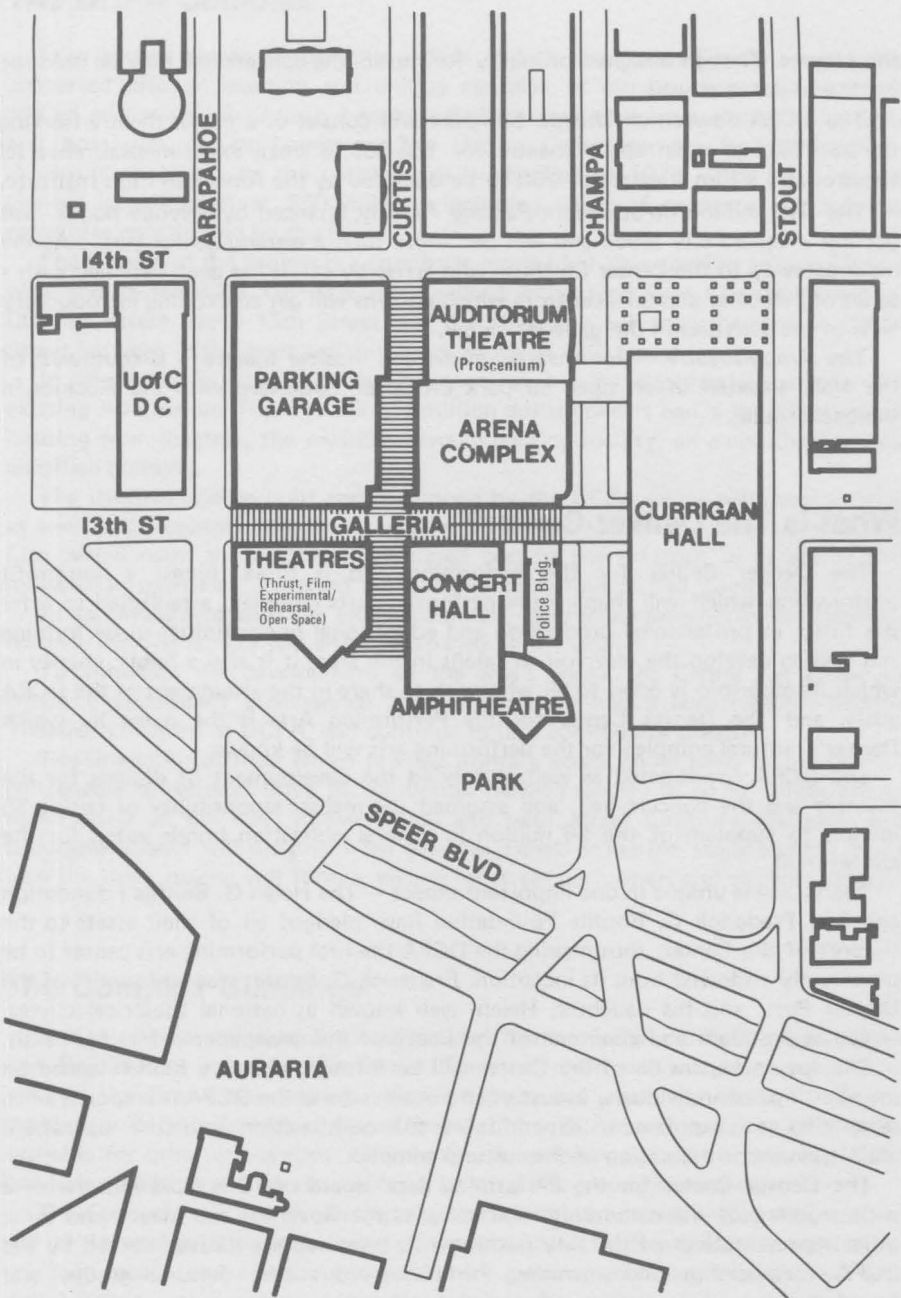 ARAPAHOE
CURTIS
CHAMPA
STOUT
14th ST
AUDITORIUM
THEATRE
(Proscenium)
U of C
D C
PARKING
GARAGE
ARENA
COMPLEX
13th ST
GALLERIA
CURRIGAN
HALL
THEATRES
(Thrust, Film
Experimental/
Rehearsal,
Open Space)
CONCERT
HALL
Police Bldg.
AMPHITHEATRE
PARK
SPEER BLVD
AURARIA